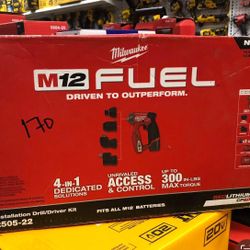 Milwaukee
M12 FUEL
DRIVEN TO OUTPERFORM.
170
4-IN-1
DEDICATED
SOLUTIONS
UNRIVALED
ACCESS
& CONTROL
UP TO
300 IN-LBS
MAX TORQUE
Installation Drill/Driver Kit
FITS ALL M12 BATTERIES
2505-22